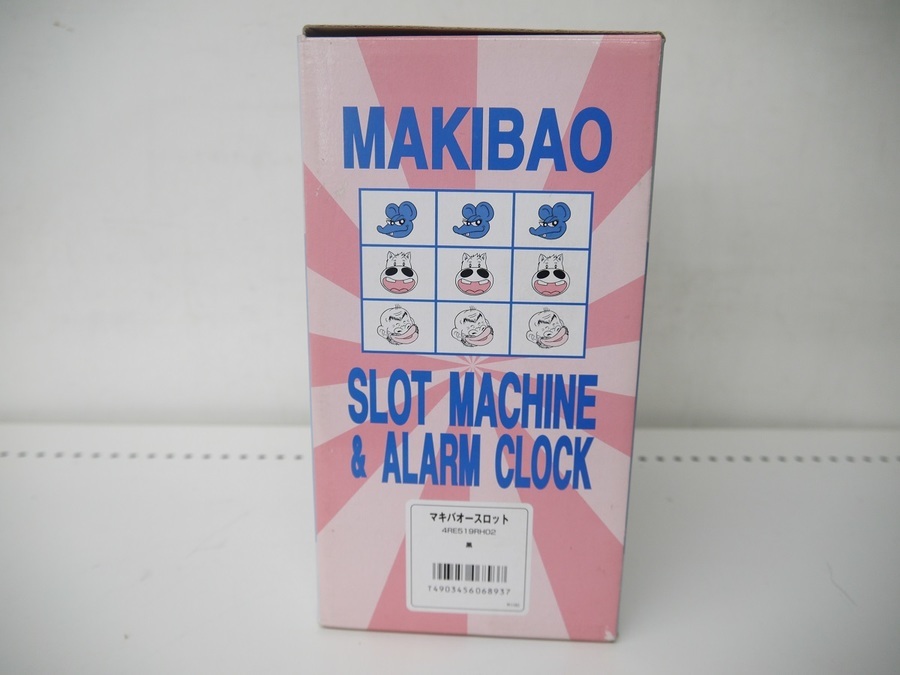 MAKIBAO
SLOT MACHINE
& ALARM CLOCK
マキバオースロット
4RE519RH02
黒
T4903456068937